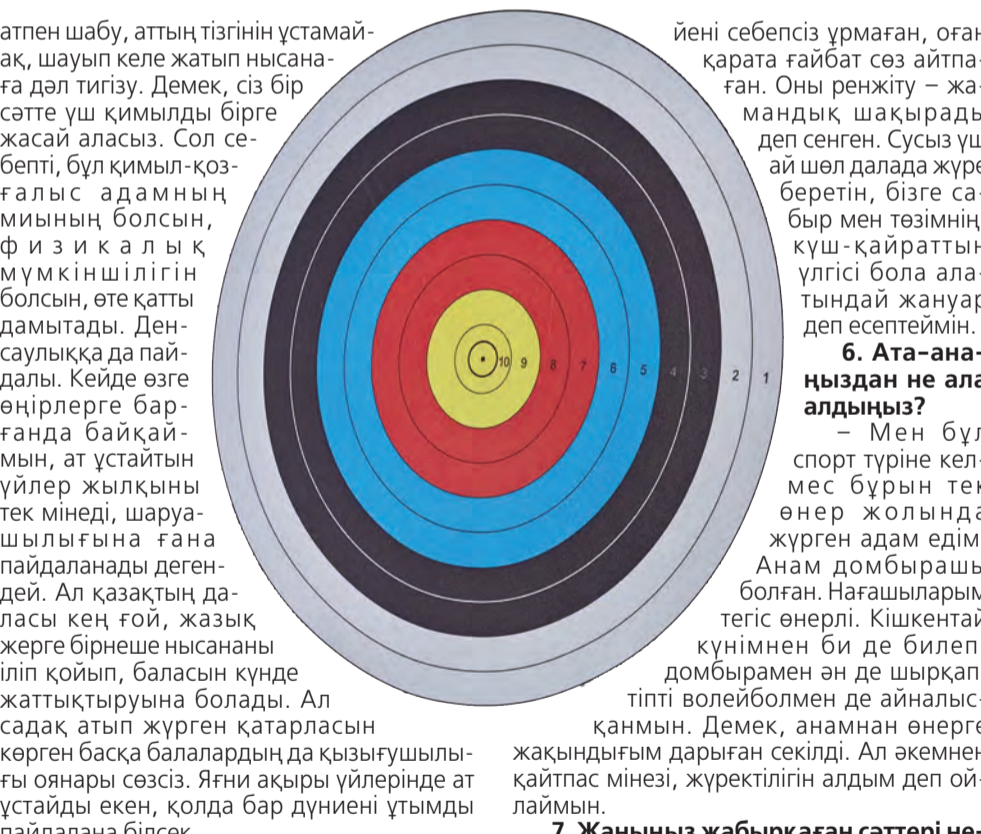 атпен шабу, аттың тізгінін ұстамай-
ақ, шауып келе жатып нысана-
ға дәл тигізу. Демек, сіз бір
сәтте үш қимылды бірге
жасай аласыз. Сол се-
бепті, бұл қимыл-қоз-
ғалыс адамның
миының болсын,
физикалық
мүмкіншілігін
болсын, өте қатты
дамытады. Ден-
саулыққа да пай-
далы. Кейде өзге
өңірлерге бар-
ғанда байқай-
мын, ат ұстайтын
үйлер жылқыны
тек мінеді, шаруа-
шылығына ғана
пайдаланады деген-
дей. Ал қазақтың да-
ласы кең ғой, жазық
жерге бірнеше нысананы
іліп қойып, баласын күнде
жаттықтыруына болады. Ал
садақ атып жүрген қатарласын
көрген басқа балалардың да қызығушылы-
ғы оянары сөзсіз. Яғни ақыры үйлерінде ат
ұстайды екен, қолда бар дүниені ұтымды
пайдалана білсек
10 9 8 7 6 5 4 3 2 1
йені себепсіз ұрмаған, оған
қарата ғайбат сөз айтпа-
ған. Оны ренжіту – жа-
мандық шақырады
деп сенген. Сусыз үш
ай шөл далада жүре
беретін, бізге са-
быр мен төзімнің,
күш-қайраттың
үлгісі бола ала-
тындай жануар
деп есептеймін.
6. Ата-ана-
ңыздан не ала
алдыңыз?
– Мен бұл
спорт түріне кел-
мес бұрын тек
өнер жолында
жүрген адам едім.
Анам домбырашы
болған. Нағашыларым
тегіс өнерлі. Кішкентай
күнімнен би де билеп,
домбырамен ән де шырқап,
тіпті волейболмен де айналыс-
қанмын. Демек, анамнан өнерге
жақындығым дарыған секілді. Ал әкемнен
қайтпас мінезі, жүректілігін алдым деп ой-
лаймын.
7. Жаныңыз жабырқаған сәттері не-